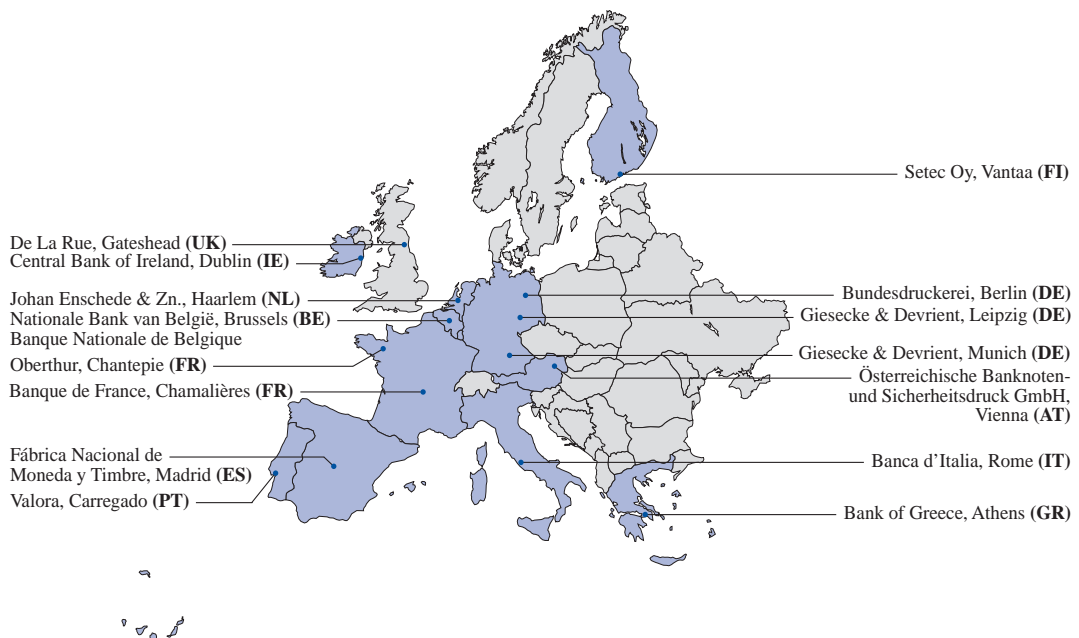 Setec Oy, Vantaa (FI)
De La Rue, Gateshead (UK)
Central Bank of Ireland, Dublin (IE)
Johan Enschede & Zn., Haarlem (NL)
Nationale Bank van België, Brussels (BE)
Banque Nationale de Belgique
Oberthur, Chantepie (FR)
Banque de France, Chamalières (FR)
Fábrica Nacional de
Moneda y Timbre, Madrid (ES)
Valora, Carregado (PT)
Bundesdruckerei, Berlin (DE)
Giesecke & Devrient, Leipzig (DE)
Giesecke & Devrient, Munich (DE)
Österreichische Banknoten-
und Sicherheitsdruck GmbH,
Vienna (AT)
Banca d’Italia, Rome (IT)
Bank of Greece, Athens (GR)